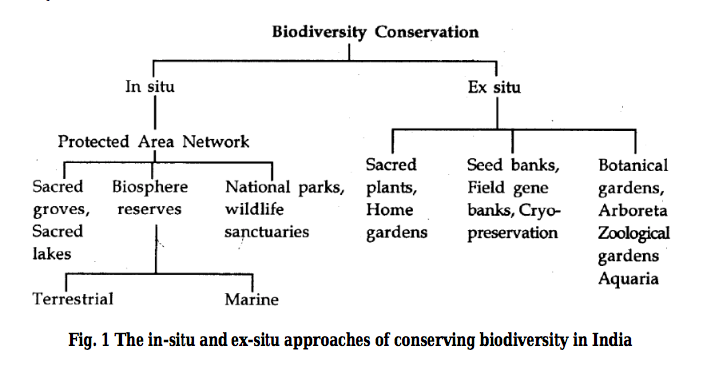 Biodiversity Conservation
In situ
Ex situ
Protected Area Network
Sacred
groves,
Sacred
lakes
Biosphere
reserves
National parks,
wildlife
sanctuaries
Terrestrial
Marine
Sacred
plants,
Home
gardens
Seed banks,
Field gene
banks, Cryo-
preservation
Botanical
gardens,
Arboreta
Zoological
gardens
Aquaria
Fig. 1 The in-situ and ex-situ approaches of conserving biodiversity in India